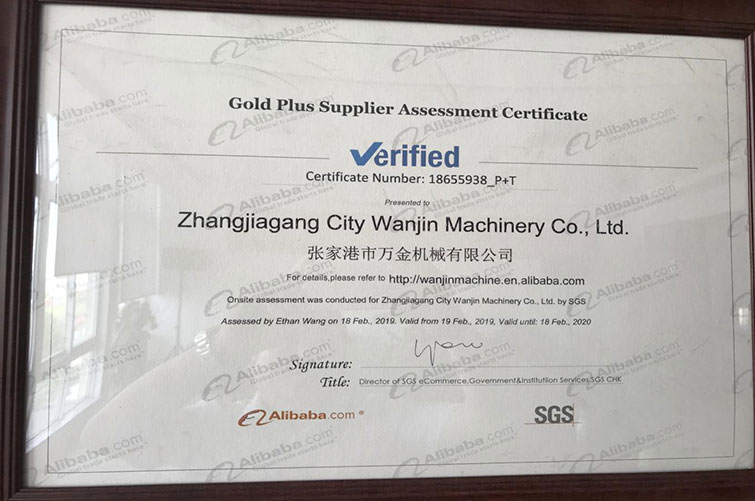 Gold Plus Supplier Assessment Certificate
Verified
Certificate Number: 18655938_P+T
Presented to
Zhangjiagang City Wanjin Machinery Co., Ltd.
张家港市万金机械有限公司
For details,please refer to http://wanjinmachine.en.alibaba.com
Onsite assessment was conducted for Zhangjiagang City Wanjin Machinery Co., Ltd. by SGS
Assessed by Ethan Wang on 18 Feb., 2019. Valid from 19 Feb., 2019, Valid until: 18 Feb., 2020
Signature:
Title: Director of SGS eCommerce,Government&Institutilon Services,SGS CHK
Alibaba.com®
SGS